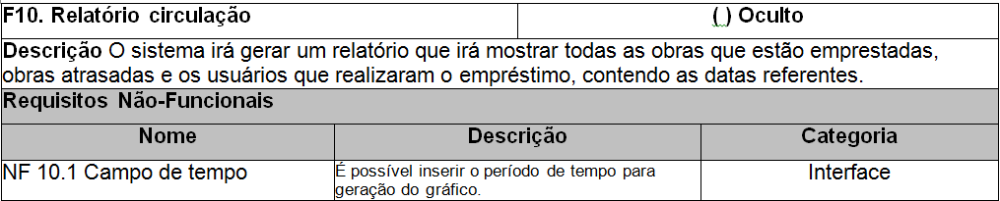 F10. Relatório circulação ( ) Oculto
Descrição O sistema irá gerar um relatório que irá mostrar todas as obras que estão emprestadas,
obras atrasadas e os usuários que realizaram o empréstimo, contendo as datas referentes.
Requisitos Não-Funcionais
Nome Descrição Categoria
NF 10.1 Campo de tempo É possível inserir o período de tempo para Interface
geração do gráfico.